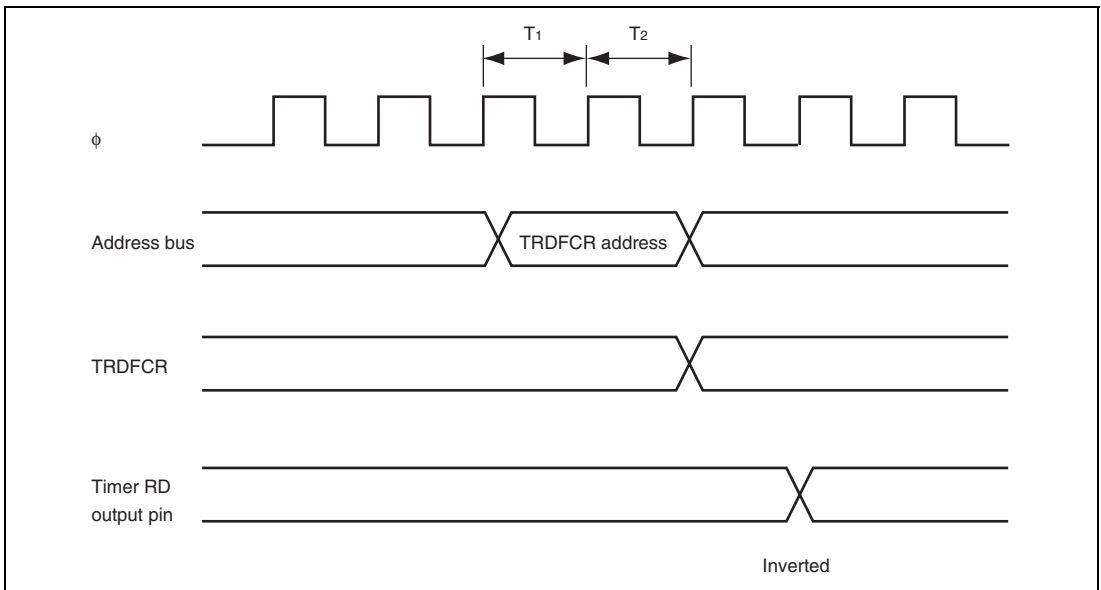 T1 T2
φ
Address bus TRDFCR address
TRDFCR
Timer RD
output pin
Inverted